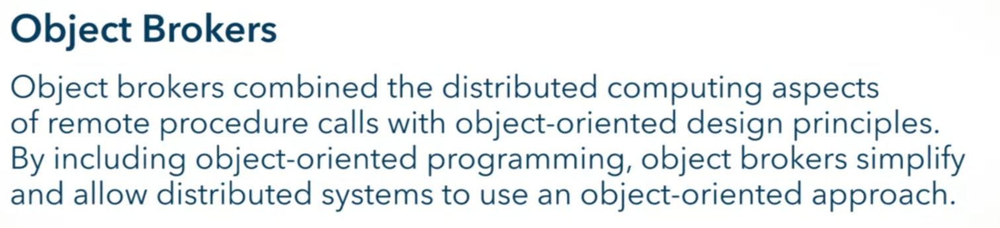 Object Brokers
Object brokers combined the distributed computing aspects
of remote procedure calls with object-oriented design principles.
By including object-oriented programming, object brokers simplify
and allow distributed systems to use an object-oriented approach.